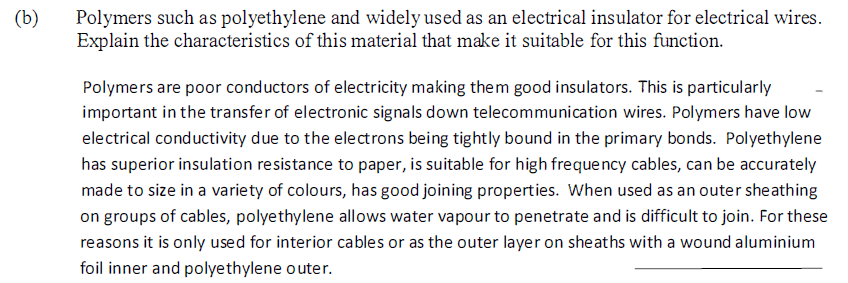 (b) Polymers such as polyethylene and widely used as an electrical insulator for electrical wires.
Explain the characteristics of this material that make it suitable for this function.
Polymers are poor conductors of electricity making them good insulators. This is particularly
important in the transfer of electronic signals down telecommunication wires. Polymers have low
electrical conductivity due to the electrons being tightly bound in the primary bonds. Polyethylene
has superior insulation resistance to paper, is suitable for high frequency cables, can be accurately
made to size in a variety of colours, has good joining properties. When used as an outer sheathing
on groups of cables, polyethylene allows water vapour to penetrate and is difficult to join. For these
reasons it is only used for interior cables or as the outer layer on sheaths with a wound aluminium
foil inner and polyethylene outer.